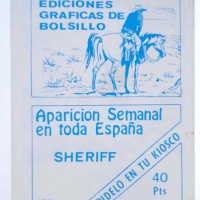 EDICIONES
GRAFICAS DE
BOLSILLO
Aparicion Semanal
en toda España
SHERIFF
PIDELO EN TU KIOSCO
40
Pts